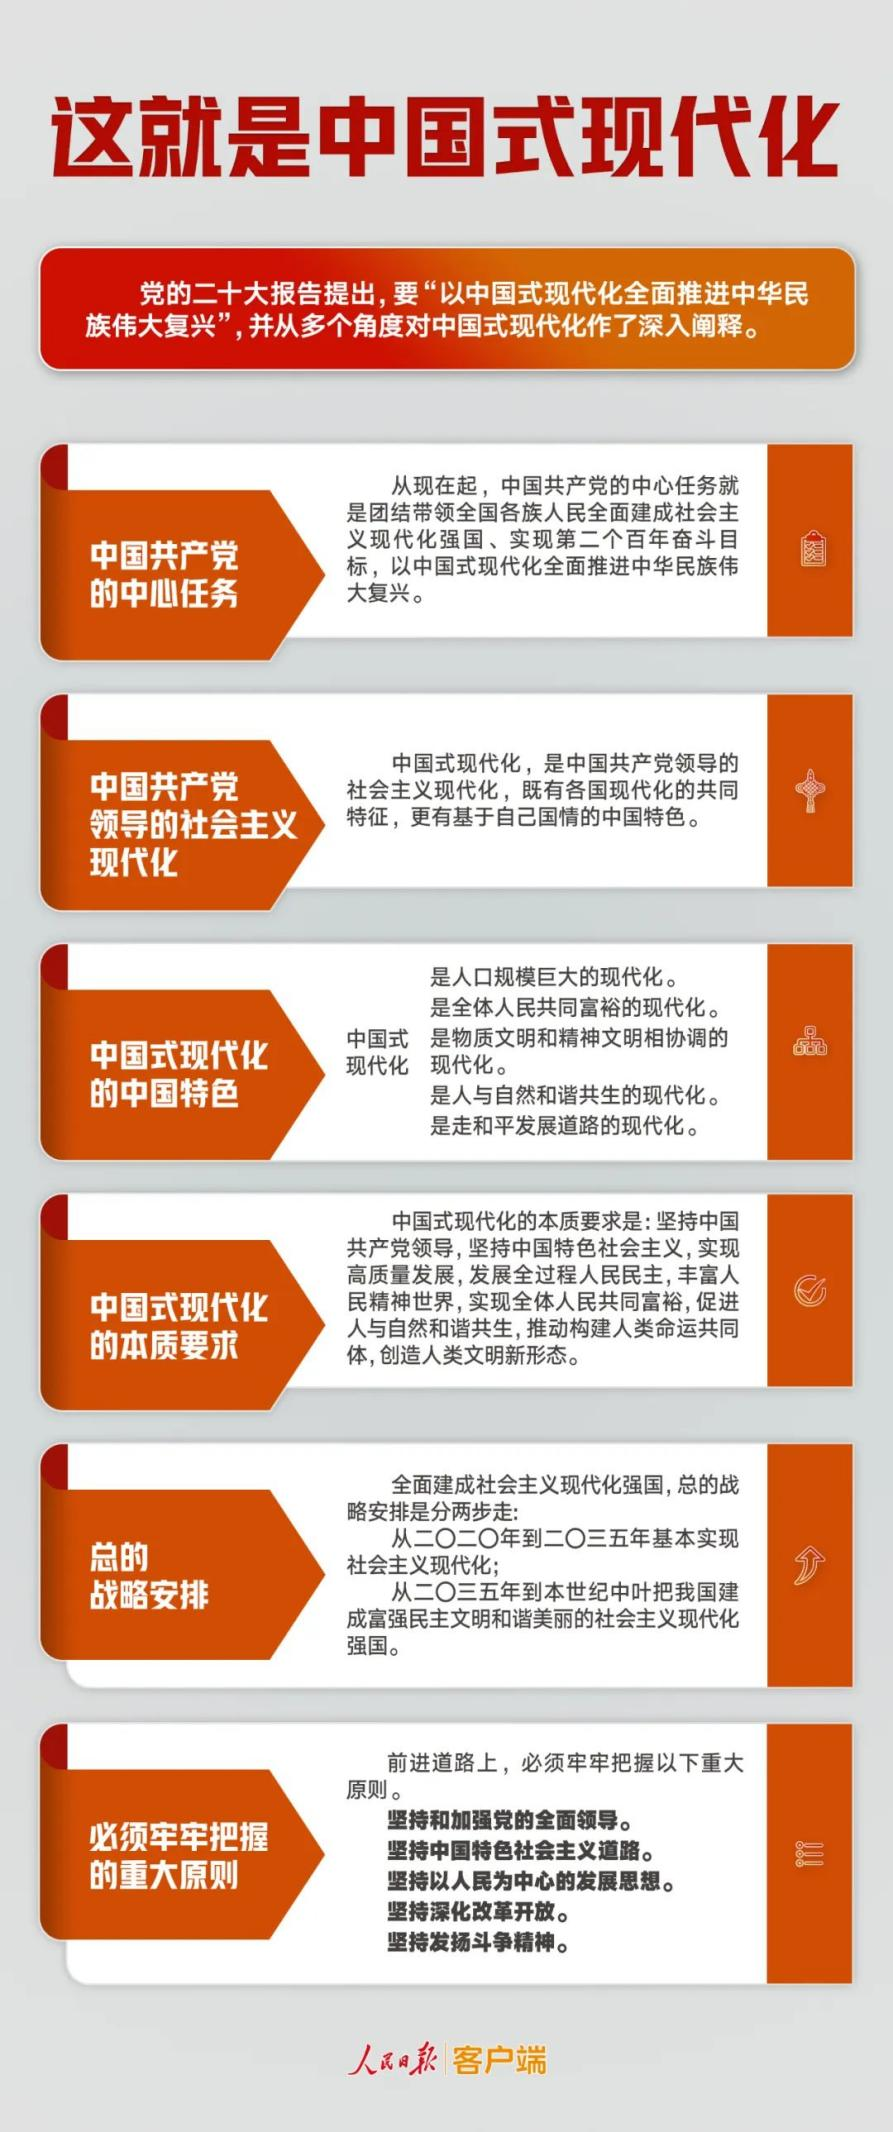 这就是中国式现代化
党的二十大报告提出，要“以中国式现代化全面推进中华民
族伟大复兴”，并从多个角度对中国式现代化作了深入阐释。
中国共产党
的中心任务
从现在起，中国共产党的中心任务就
是团结带领全国各族人民全面建成社会主
义现代化强国、实现第二个百年奋斗目
标，以中国式现代化全面推进中华民族伟
大复兴。
中国共产党
领导的社会主义
现代化
中国式现代化，是中国共产党领导的
社会主义现代化，既有各国现代化的共同
特征，更有基于自己国情的中国特色。
中国式现代化
的中国特色
中国式
现代化
是人口规模巨大的现代化。
是全体人民共同富裕的现代化。
是物质文明和精神文明相协调的
现代化。
是人与自然和谐共生的现代化。
是走和平发展道路的现代化。
中国式现代化
的本质要求
中国式现代化的本质要求是：坚持中国
共产党领导，坚持中国特色社会主义，实现
高质量发展，发展全过程人民民主，丰富人
民精神世界，实现全体人民共同富裕，促进
人与自然和谐共生，推动构建人类命运共同
体，创造人类文明新形态。
总的
战略安排
全面建成社会主义现代化强国，总的战
略安排是分两步走：
从二〇二〇年到二〇三五年基本实现
社会主义现代化；
从二〇三五年到本世纪中叶把我国建
成富强民主文明和谐美丽的社会主义现代化
强国。
必须牢牢把握
的重大原则
前进道路上，必须牢牢把握以下重大
原则。
坚持和加强党的全面领导。
坚持中国特色社会主义道路。
坚持以人民为中心的发展思想。
坚持深化改革开放。
坚持发扬斗争精神。
人民日报 客户端